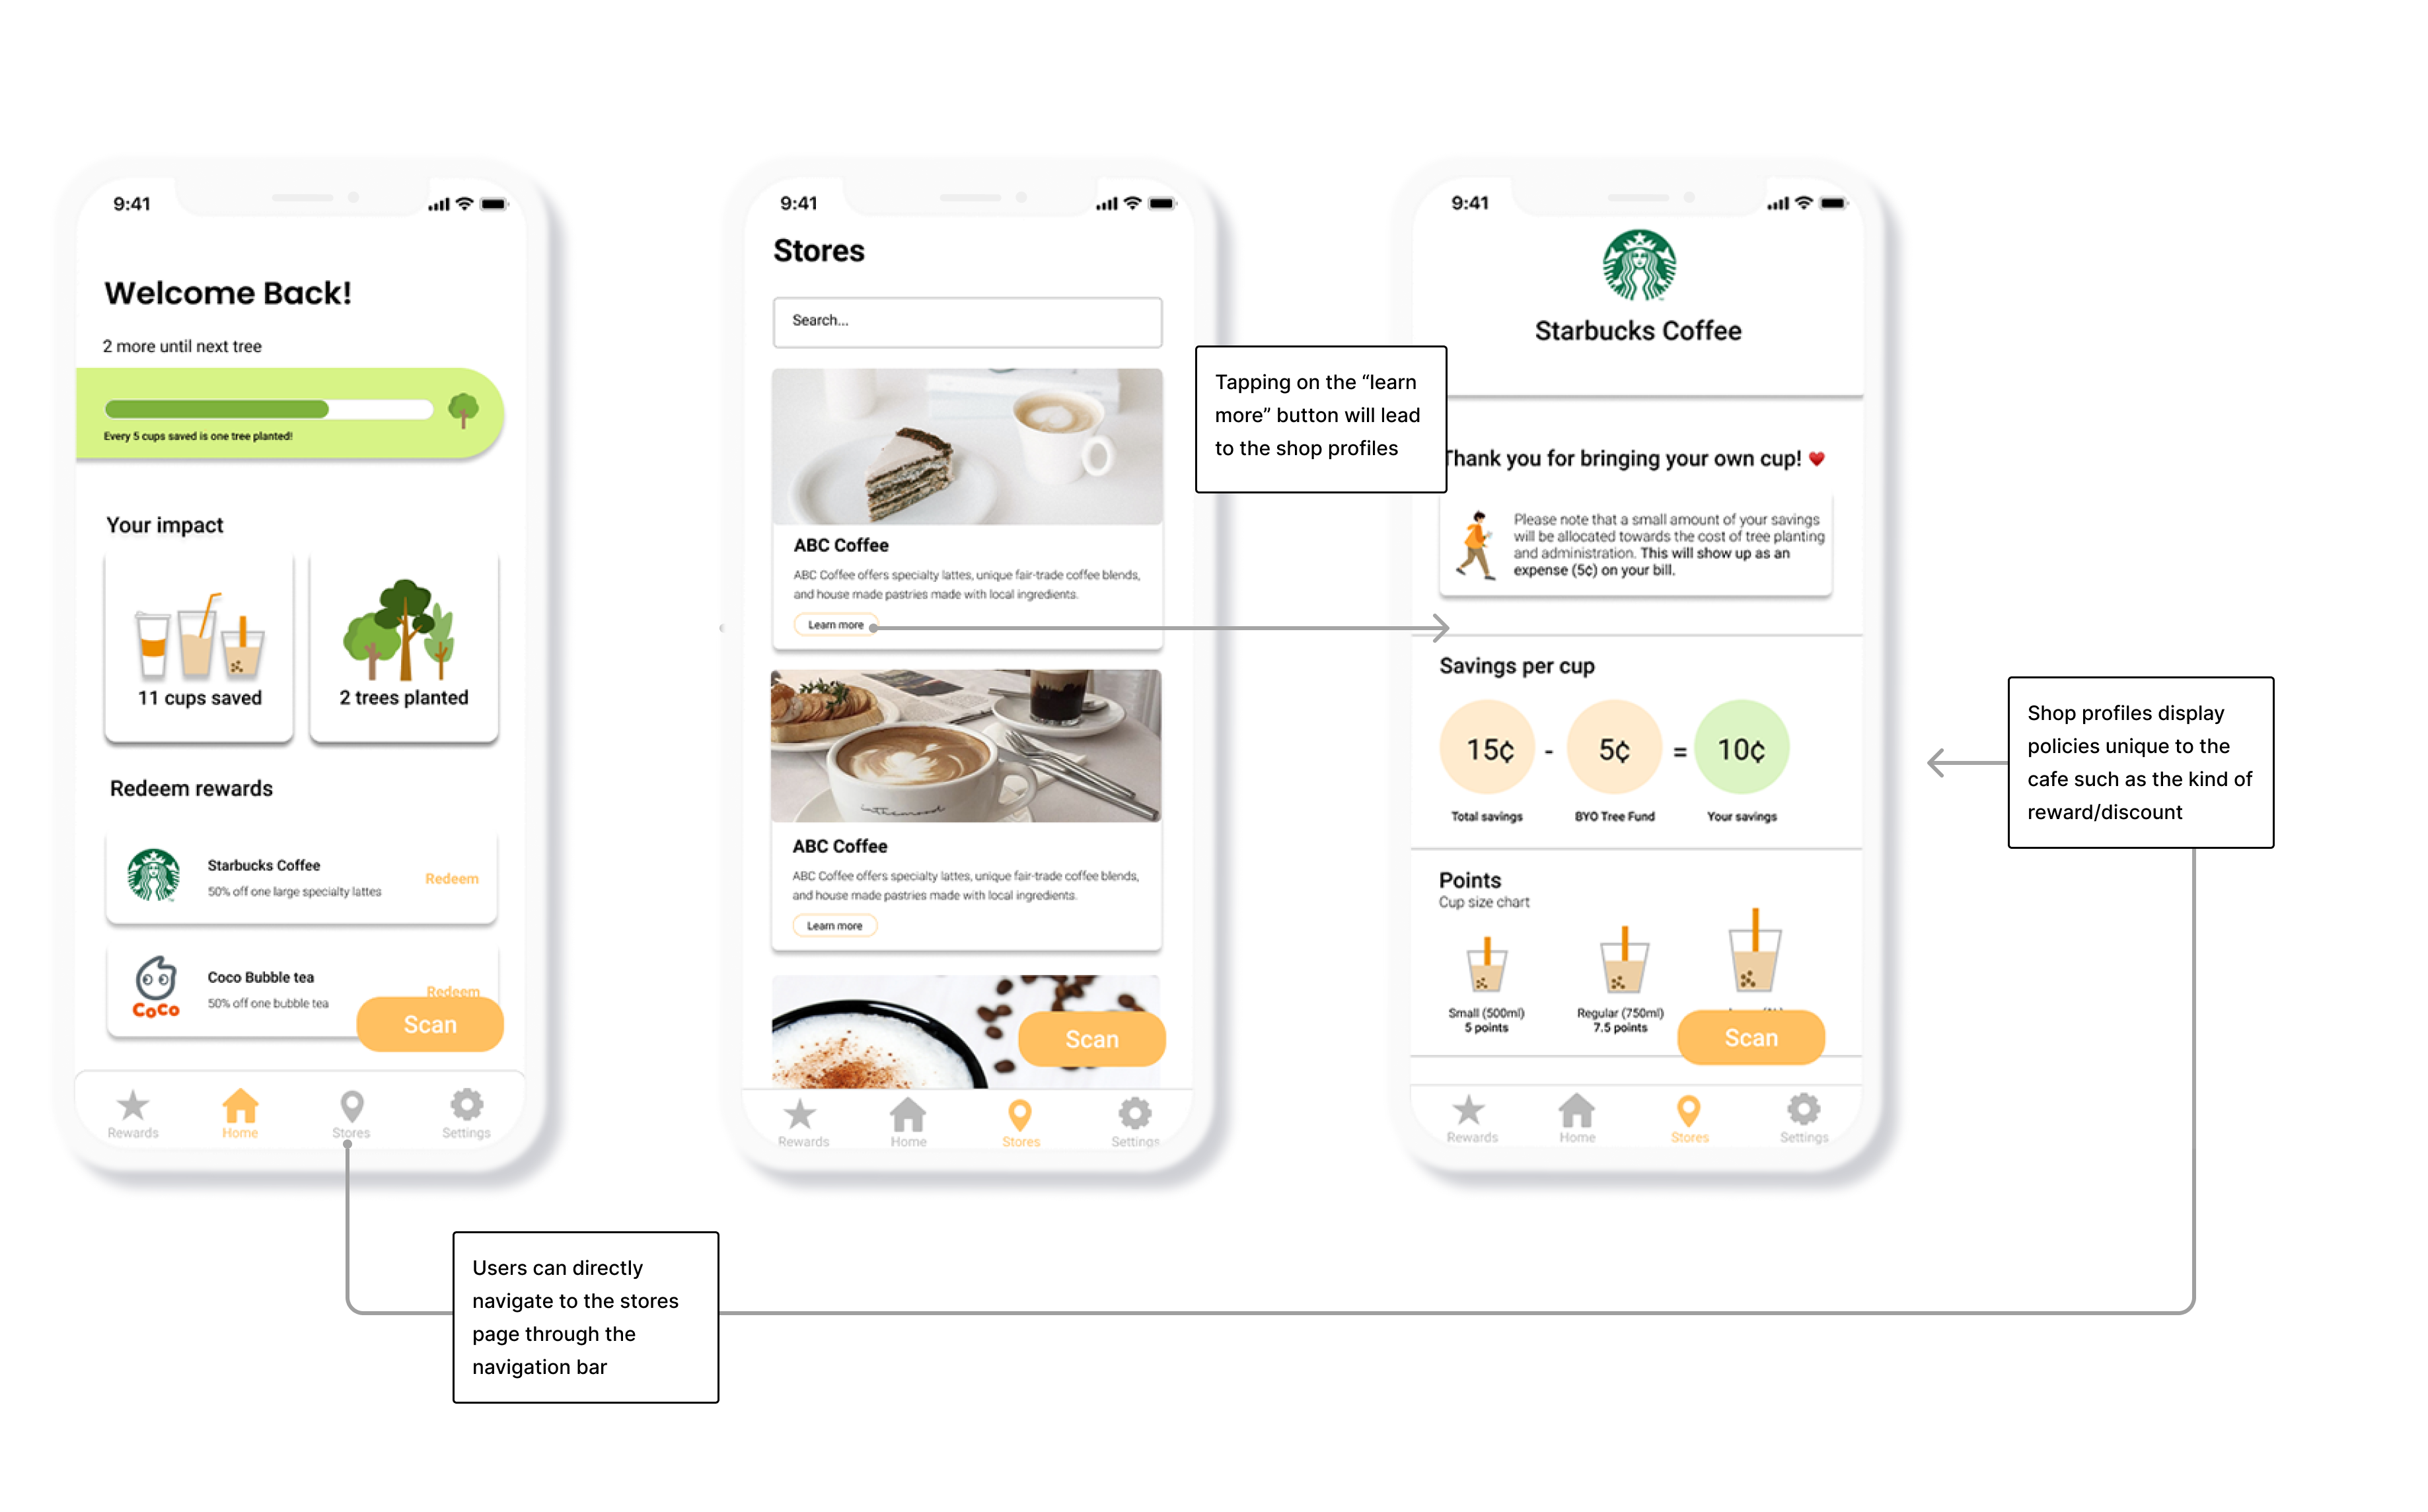 9:41
Welcome Back!
2 more until next tree
Every 5 cups saved is one tree planted!
Your impact
11 cups saved
2 trees planted
Redeem rewards
Starbucks Coffee
50% off one large specialty lattes
Redeem
Coco Bubble tea
50% off one bubble tea
Redeem
CoCo
Scan
Rewards
Home
Stores
Settings
Users can directly
navigate to the stores
page through the
navigation bar
9:41
Stores
Search...
ABC Coffee
ABC Coffee offers specialty lattes, unique fair-trade coffee blends,
and house made pastries made with local ingredients.
Learn more
ABC Coffee
ABC Coffee offers specialty lattes, unique fair-trade coffee blends,
and house made pastries made with local ingredients.
Learn more
Scan
Rewards
Home
Stores
Settings
Tapping on the “learn
more” button will lead
to the shop profiles
9:41
Starbucks Coffee
Thank you for bringing your own cup! ♥
Please note that a small amount of your savings
will be allocated towards the cost of tree planting
and administration. This will show up as an
expense (5¢) on your bill.
Savings per cup
15¢ - 5¢ = 10¢
Total savings
BYO Tree Fund
Your savings
Points
Cup size chart
Small (500ml)
5 points
Regular (750ml)
7.5 points
Scan
Rewards
Home
Stores
Settings
Shop profiles display
policies unique to the
cafe such as the kind of
reward/discount